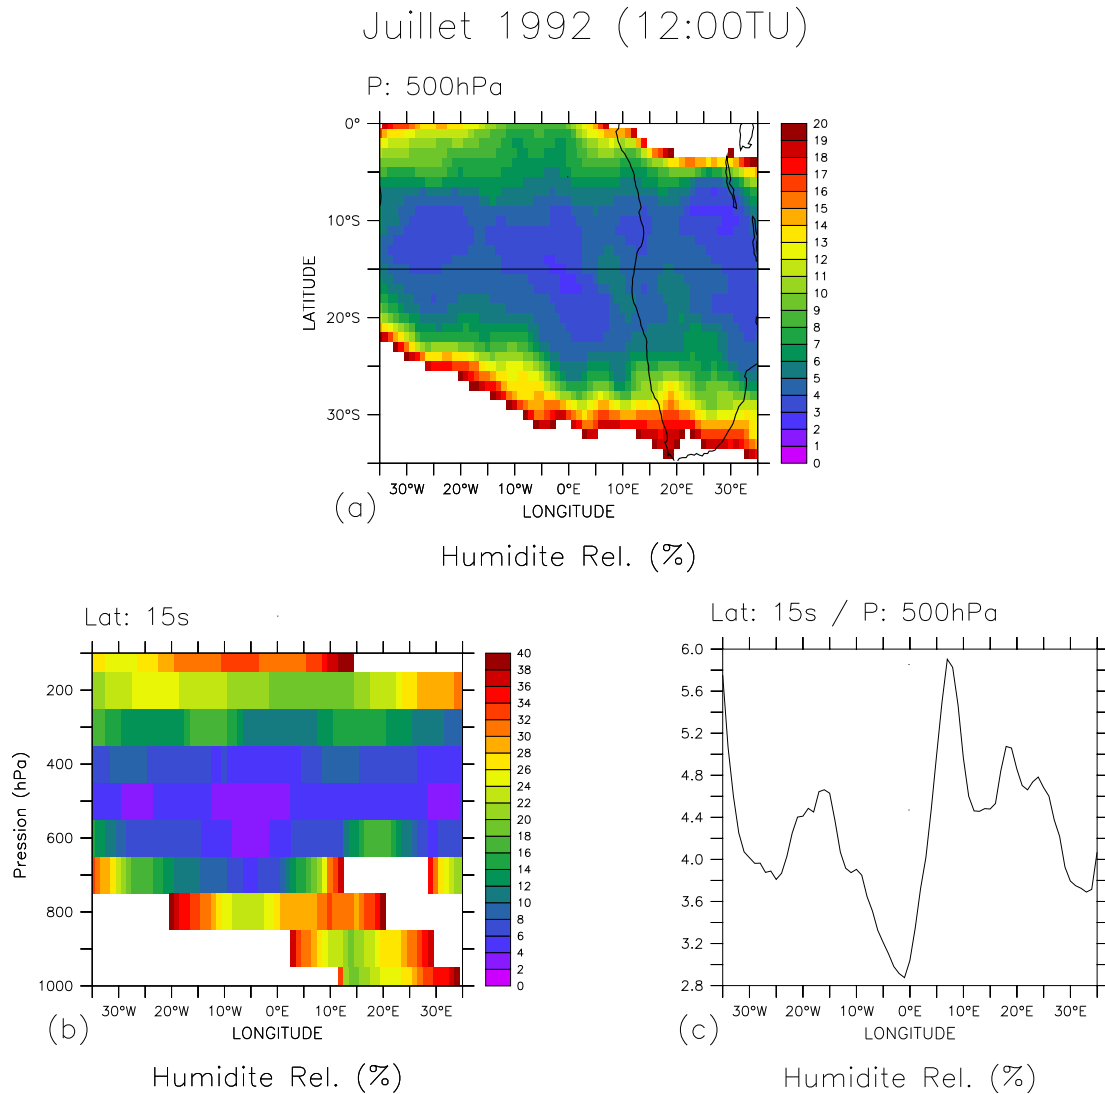 Juillet 1992 (12:00TU)
P: 500hPa
0°
10°S
20°S
30°S
LATITUDE
30°W 20°W 10°W 0°E 10°E 20°E 30°E
LONGITUDE
20
19
18
17
16
15
14
13
12
11
10
9
8
7
6
5
4
3
2
1
0
(a)
Humidite Rel. (%)
Lat: 15s
200
400
600
800
1000
Pression (hPa)
30°W 20°W 10°W 0°E 10°E 20°E 30°E
LONGITUDE
40
38
36
34
32
30
28
26
24
22
20
18
16
14
12
10
8
6
4
2
0
(b)
Humidite Rel. (%)
Lat: 15s / P: 500hPa
6.0
5.6
5.2
4.8
4.4
4.0
3.6
3.2
2.8
30°W 20°W 10°W 0°E 10°E 20°E 30°E
LONGITUDE
(c)
Humidite Rel. (%)